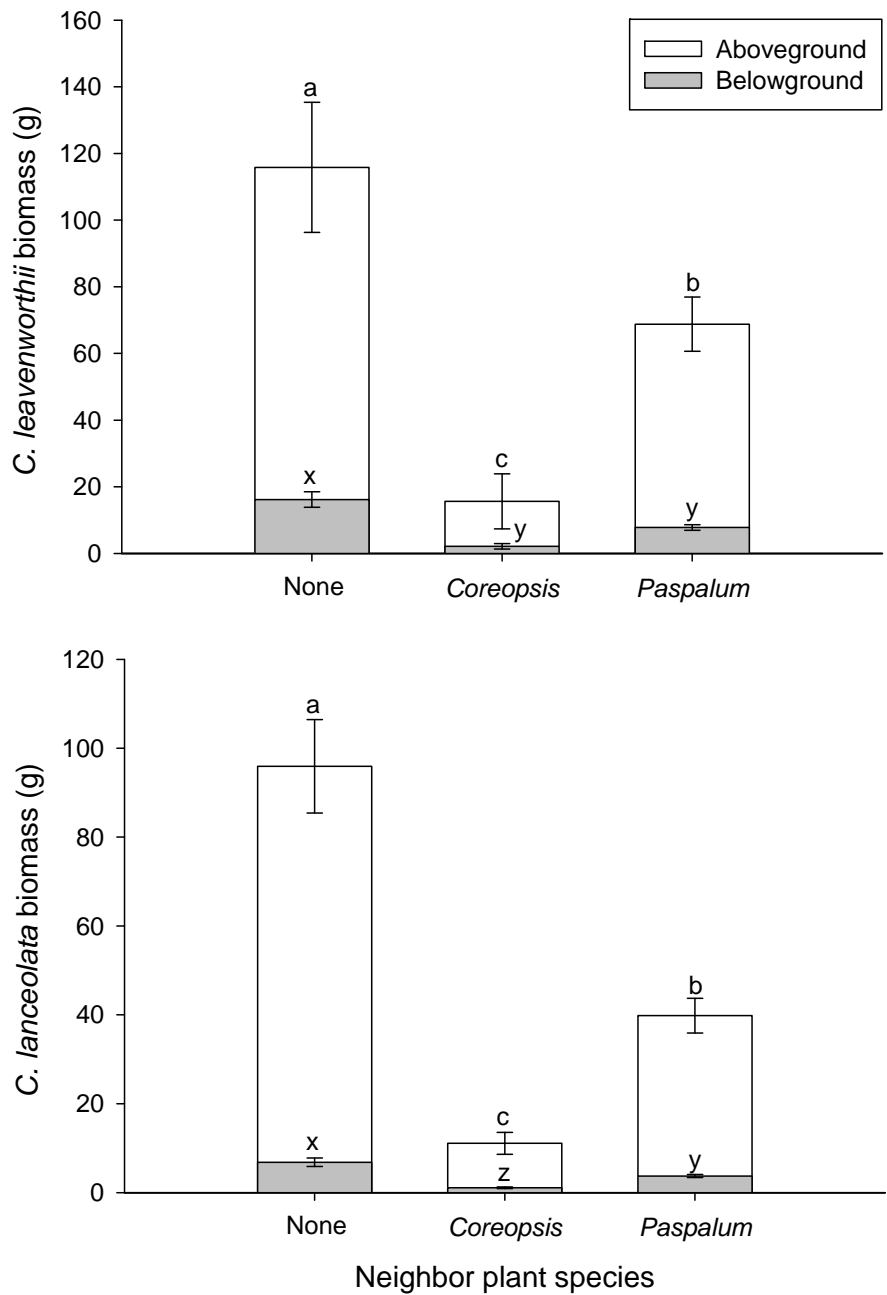 160
140
120
100
80
60
40
20
0
C. leavenworthii biomass (g)
Aboveground
Belowground
a
x
c
y
b
y
None Coreopsis Paspalum
120
100
80
60
40
20
0
C. lanceolata biomass (g)
a
x
c
z
b
y
None Coreopsis Paspalum
Neighbor plant species